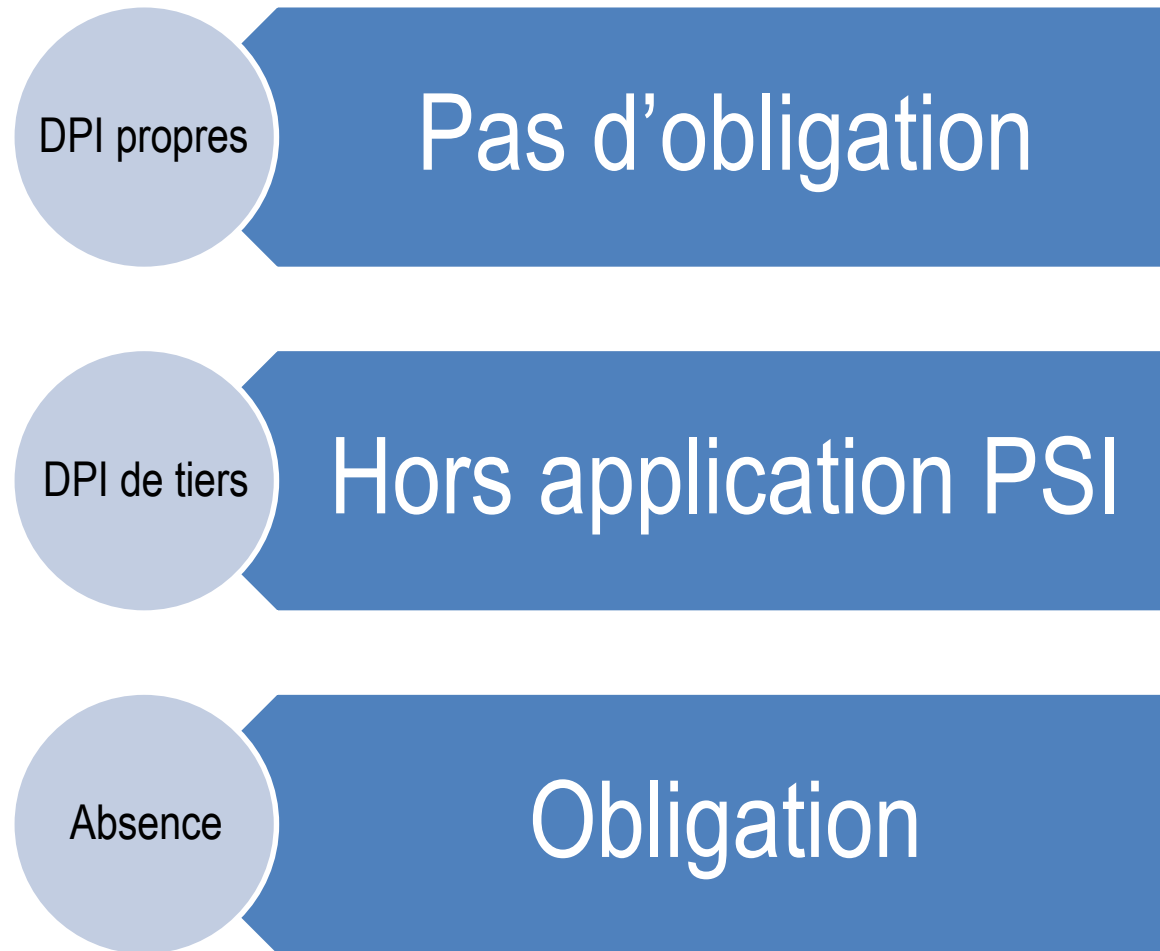 DPI propres
Pas d’obligation
DPI de tiers
Hors application PSI
Absence
Obligation